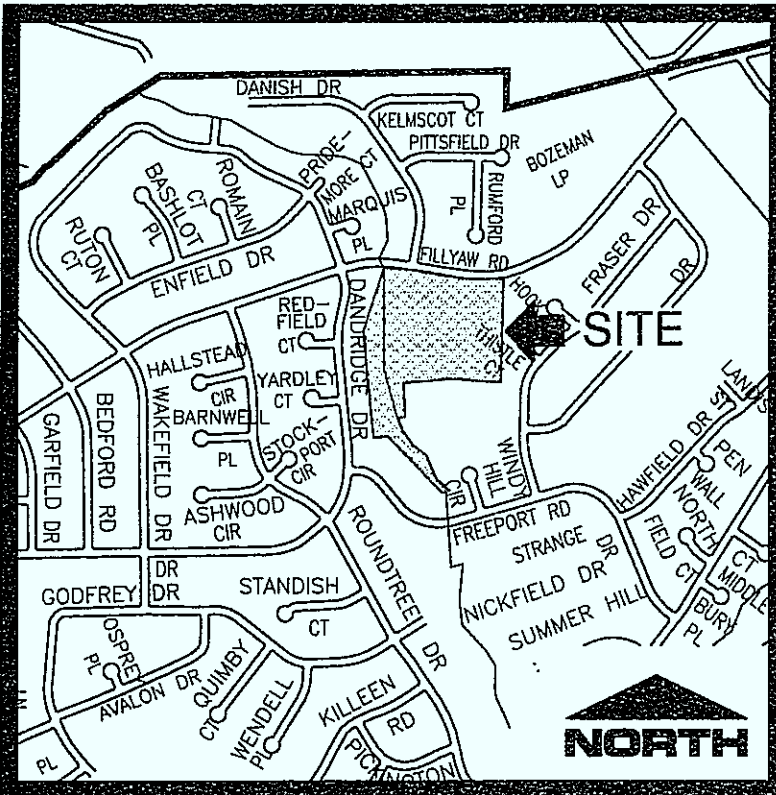 DANISH DR
KELMSCOT CT
PITTSFIELD DR
BOZEMAN
LP
RUMFORD
PL
PRIDE-
MORE CT
MARQUIS
PL
ROMAIN
CT
BASHLOT
PL
RUTON
CT
ENFIELD DR
FILLYAW RD
FRASER DR
DR
THISTLE
SITE
RED-
FIELD
CT
DANDRIDGE DR
HALLSTEAD
CIR
YARDLEY
CT
BARNWELL
PL
STOCK-
PORT
CIR
ASHWOOD
CIR
GARFIELD DR
BEDFORD RD
WAKEFIELD DR
WINDY
HILL
CIR
FREEPORT RD
HAWFIELD DR
ST
PEN
WALL
NORTH
FIELD CT
CT
MIDDLE
BURY
PL
STRANGE
DR
NICKFIELD DR
SUMMER HILL
ROUNDTREE
DR
GODFREY
DR
DR
STANDISH
CT
OSPREY
PL
AVALON DR
QUIMBY
CT
WENDELL
PL
KILLEEN
RD
PICKINGTON
PL
NORTH